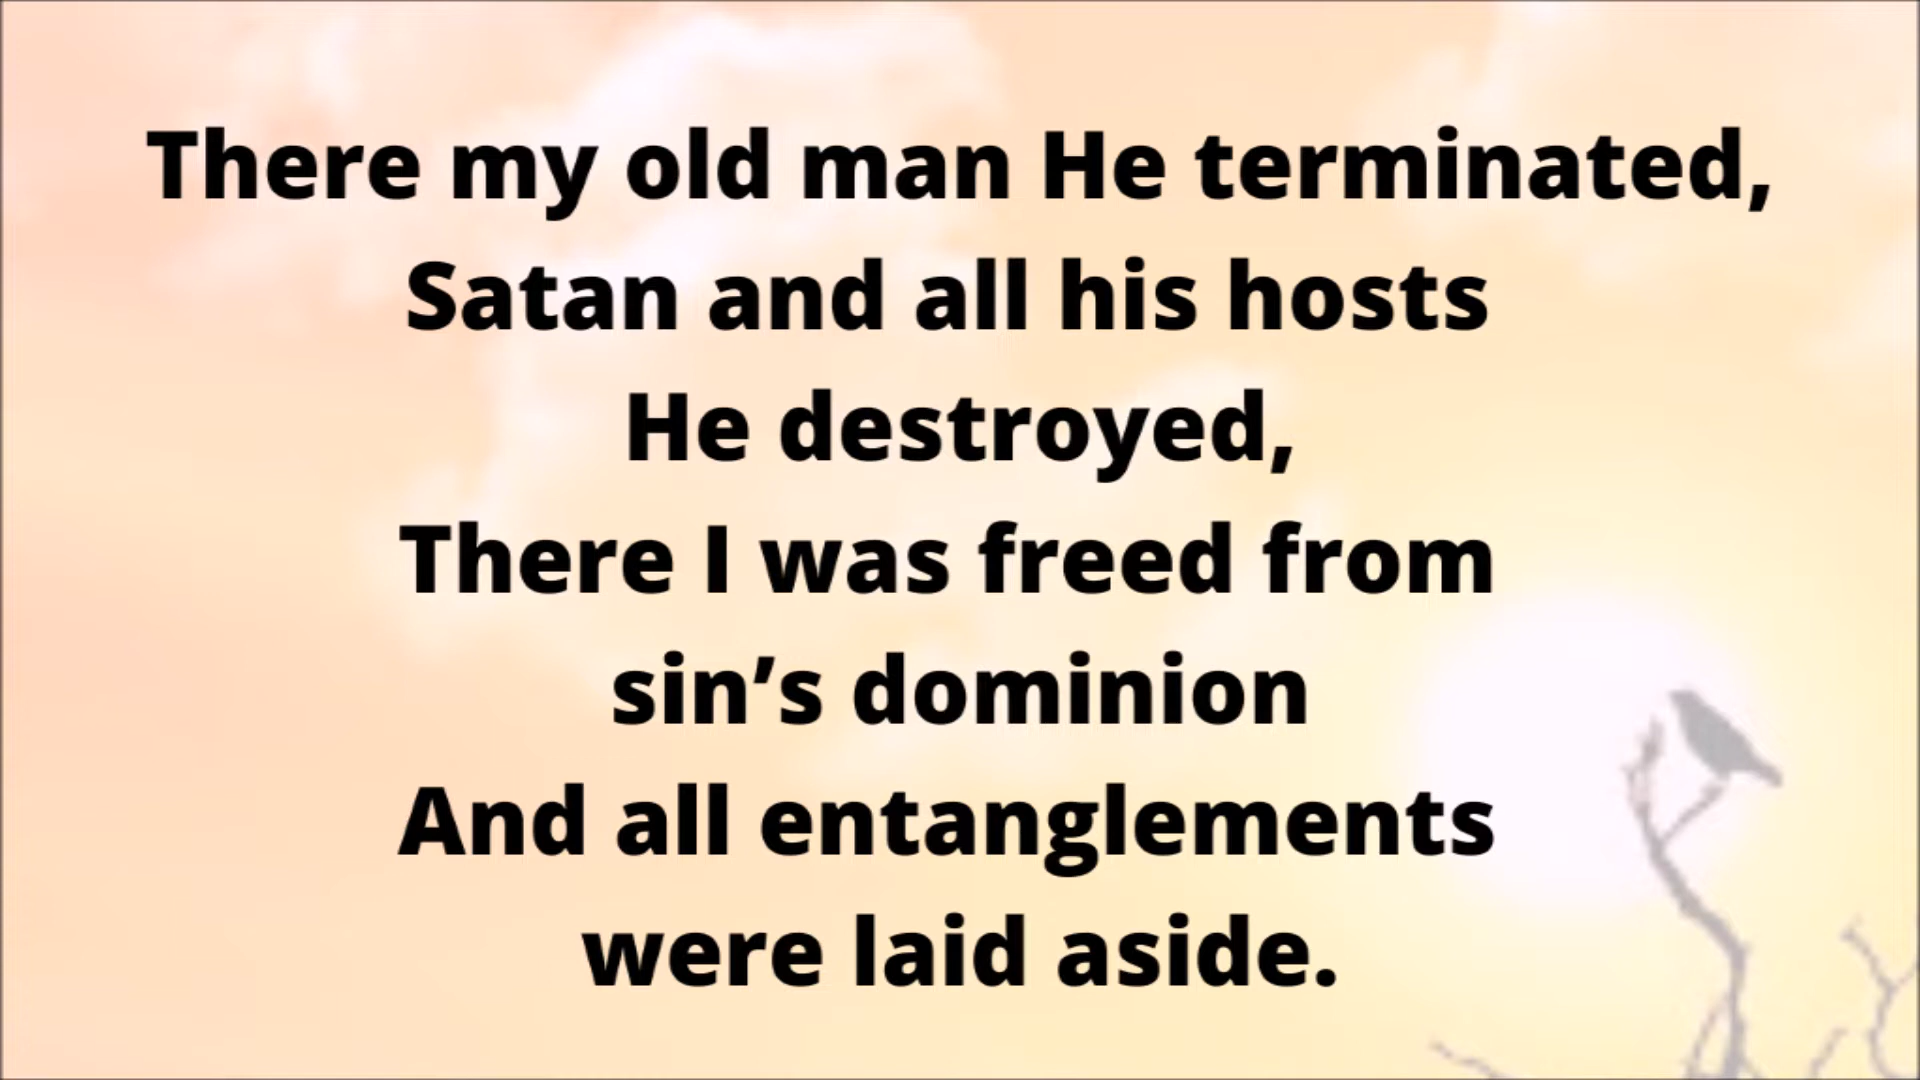 There my old man He terminated,
Satan and all his hosts
He destroyed,
There I was freed from
sin’s dominion
And all entanglements
were laid aside.